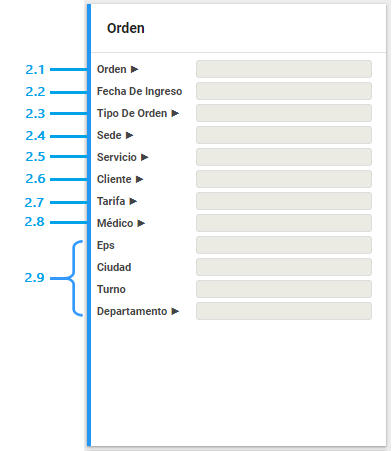 Orden
2.1 Orden ▶
2.2 Fecha De Ingreso
2.3 Tipo De Orden ▶
2.4 Sede ▶
2.5 Servicio ▶
2.6 Cliente ▶
2.7 Tarifa ▶
2.8 Médico ▶
Eps
Ciudad
2.9
Turno
Departamento ▶